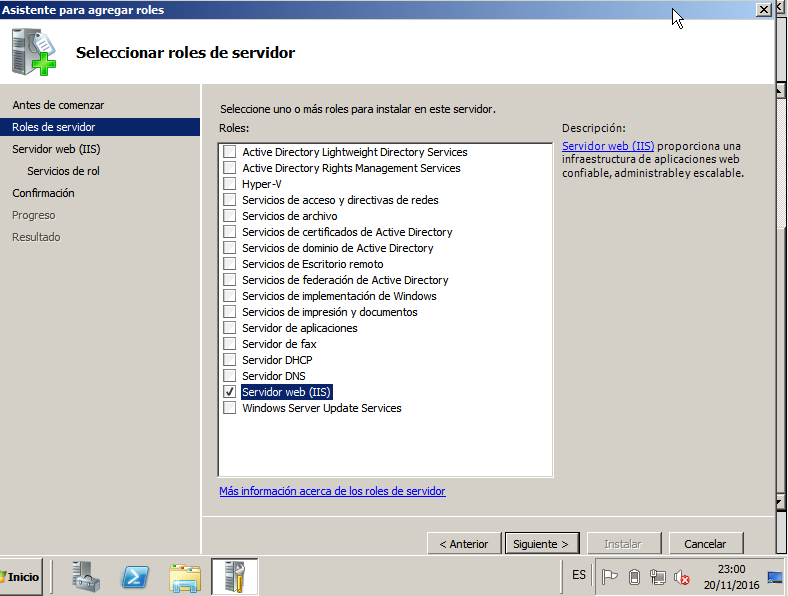 Asistente para agregar roles
Seleccionar roles de servidor
Antes de comenzar
Roles de servidor
Servidor web (IIS)
Servicios de rol
Confirmación
Progreso
Resultado
Seleccione uno o más roles para instalar en este servidor.
Roles:
Active Directory Lightweight Directory Services
Active Directory Rights Management Services
Hyper-V
Servicios de acceso y directivas de redes
Servicios de archivo
Servicios de certificados de Active Directory
Servicios de dominio de Active Directory
Servicios de Escritorio remoto
Servicios de federación de Active Directory
Servicios de implementación de Windows
Servicios de impresión y documentos
Servidor de aplicaciones
Servidor de fax
Servidor DHCP
Servidor DNS
Servidor web (IIS)
Windows Server Update Services
Más información acerca de los roles de servidor
Descripción:
Servidor web (IIS) proporciona una
infraestructura de aplicaciones web
confiable, administrable y escalable.
< Anterior
Siguiente >
Instalar
Cancelar
Inicio
ES
23:00
20/11/2016